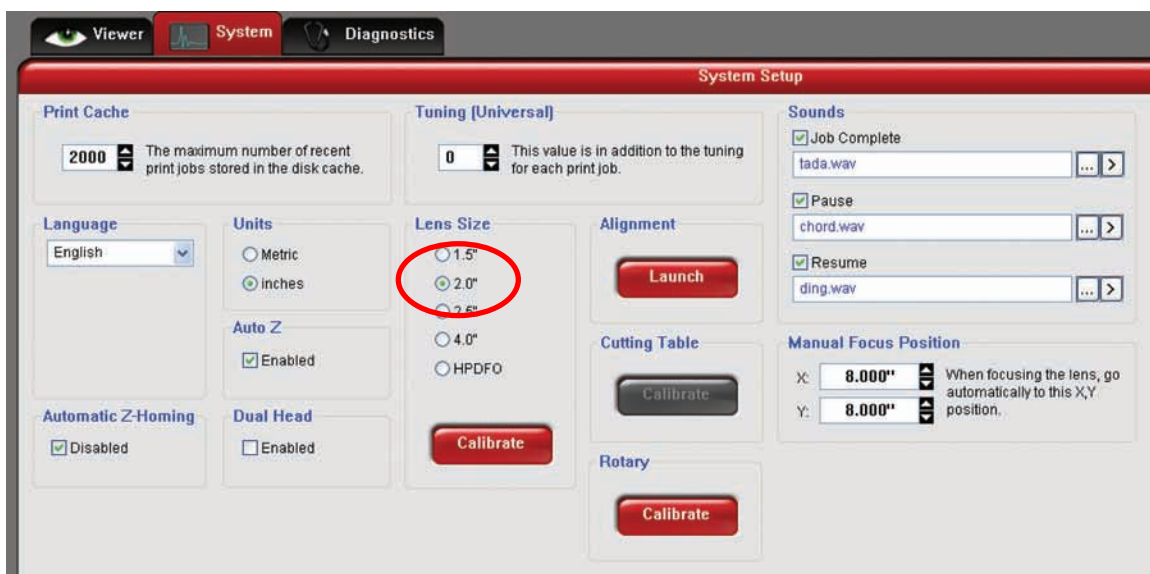 Viewer
System
Diagnostics
System Setup
Print Cache
2000
The maximum number of recent
print jobs stored in the disk cache.
Tuning (Universal)
0
This value is in addition to the tuning
for each print job.
Sounds
Job Complete
tada.wav
... >
Pause
chord.wav
... >
Resume
ding.wav
... >
Language
English
Units
Metric
inches
Auto Z
Enabled
Lens Size
1.5"
2.0"
2.5"
4.0"
HPDFO
Calibrate
Alignment
Launch
Cutting Table
Calibrate
Rotary
Calibrate
Manual Focus Position
X: 8.000"
Y: 8.000"
When focusing the lens, go
automatically to this X,Y
position.
Automatic Z-Homing
Disabled
Dual Head
Enabled